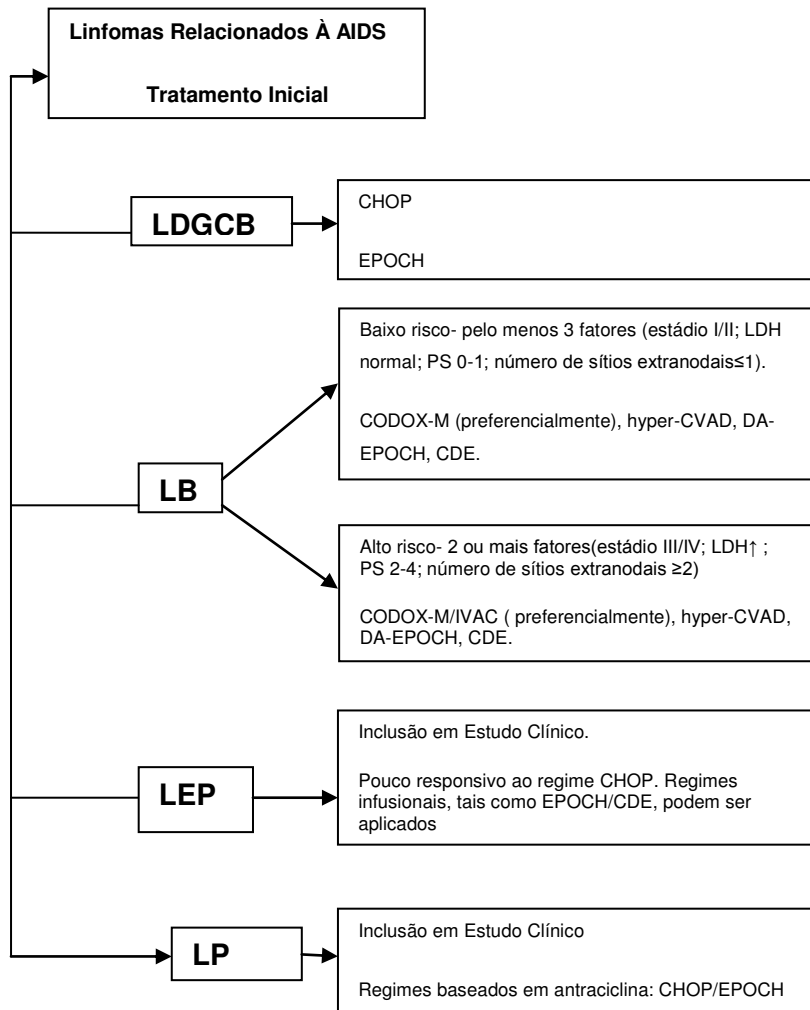 Linfomas Relacionados À AIDS
Tratamento Inicial
LDGCB
CHOP
EPOCH
LB
Baixo risco- pelo menos 3 fatores (estádio I/II; LDH
normal; PS 0-1; número de sítios extranodais≤1).
CODOX-M (preferencialmente), hyper-CVAD, DA-
EPOCH, CDE.
Alto risco- 2 ou mais fatores(estádio III/IV; LDH↑ ;
PS 2-4; número de sítios extranodais ≥2)
CODOX-M/IVAC ( preferencialmente), hyper-CVAD,
DA-EPOCH, CDE.
LEP
Inclusão em Estudo Clínico.
Pouco responsivo ao regime CHOP. Regimes
infusionais, tais como EPOCH/CDE, podem ser
aplicados
LP
Inclusão em Estudo Clínico
Regimes baseados em antraciclina: CHOP/EPOCH